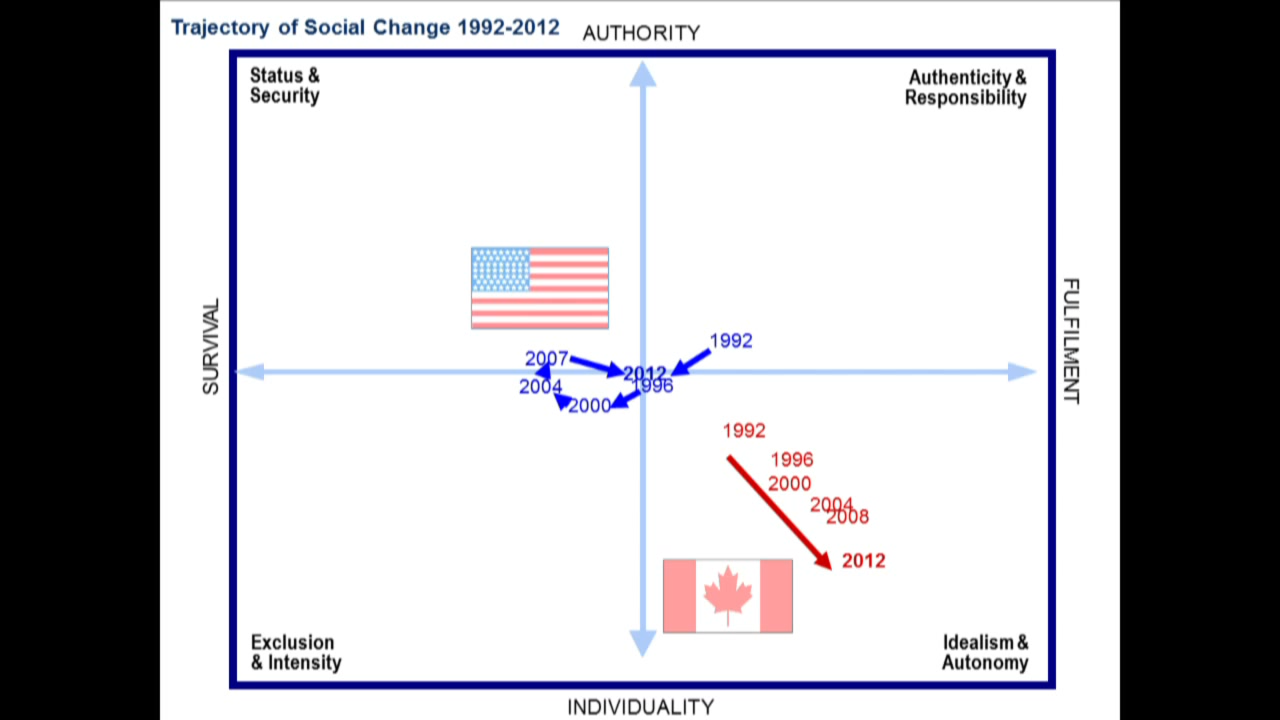 Trajectory of Social Change 1992-2012
AUTHORITY
Status &
Security
Authenticity &
Responsibility
SURVIVAL
FULFILMENT
1992
2007
2012
2004
1996
2000
1992
1996
2000
2004
2008
2012
Exclusion
& Intensity
Idealism &
Autonomy
INDIVIDUALITY